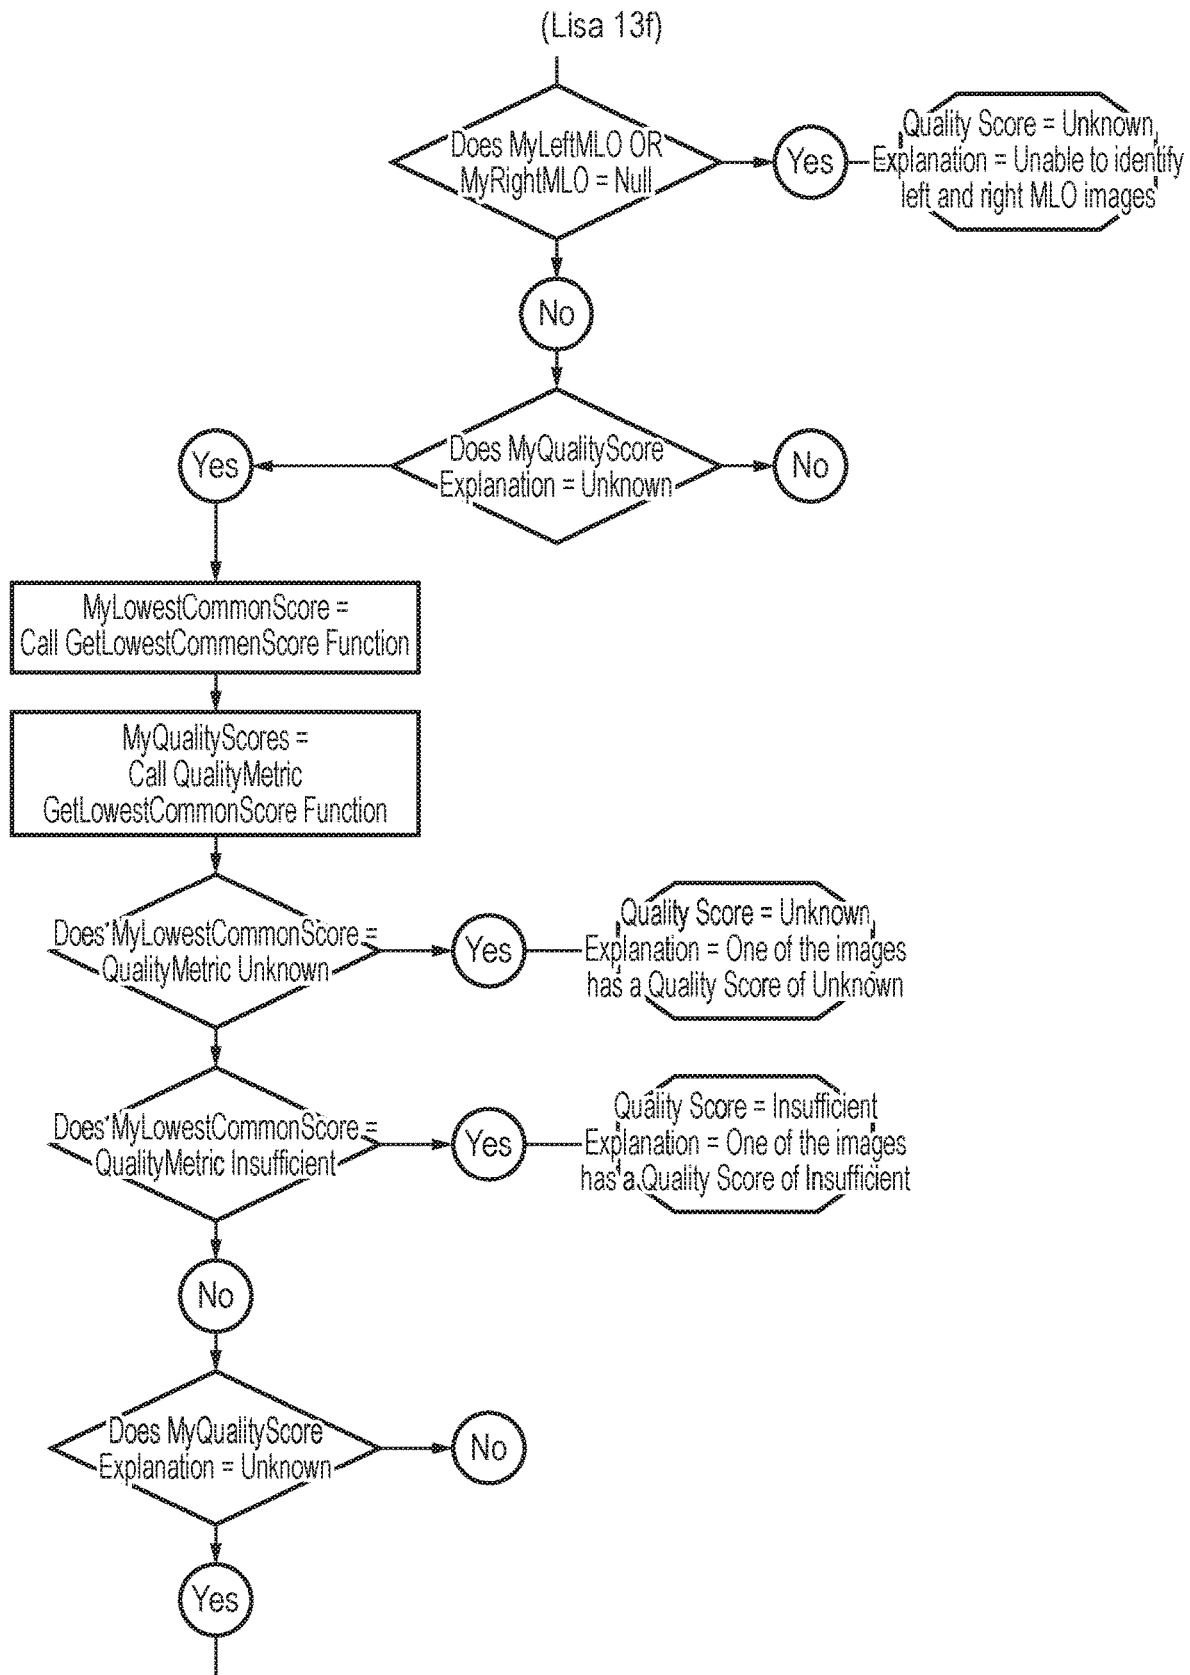 (Lisa 13f)
Does MyLeftMLO OR
MyRightMLO = Null
Yes
Quality Score = Unknown
Explanation = Unable to identify
left and right MLO images
No
Does MyQualityScore
Explanation = Unknown
Yes
No
MyLowestCommonScore =
Call GetLowestCommenScore Function
MyQualityScores =
Call QualityMetric
GetLowestCommonScore Function
Does MyLowestCommonScore =
QualityMetric Unknown
Yes
Quality Score = Unknown
Explanation = One of the images
has a Quality Score of Unknown
Does MyLowestCommonScore =
QualityMetric Insufficient
Yes
Quality Score = Insufficient
Explanation = One of the images
has a Quality Score of Insufficient
No
Does MyQualityScore
Explanation = Unknown
No
Yes